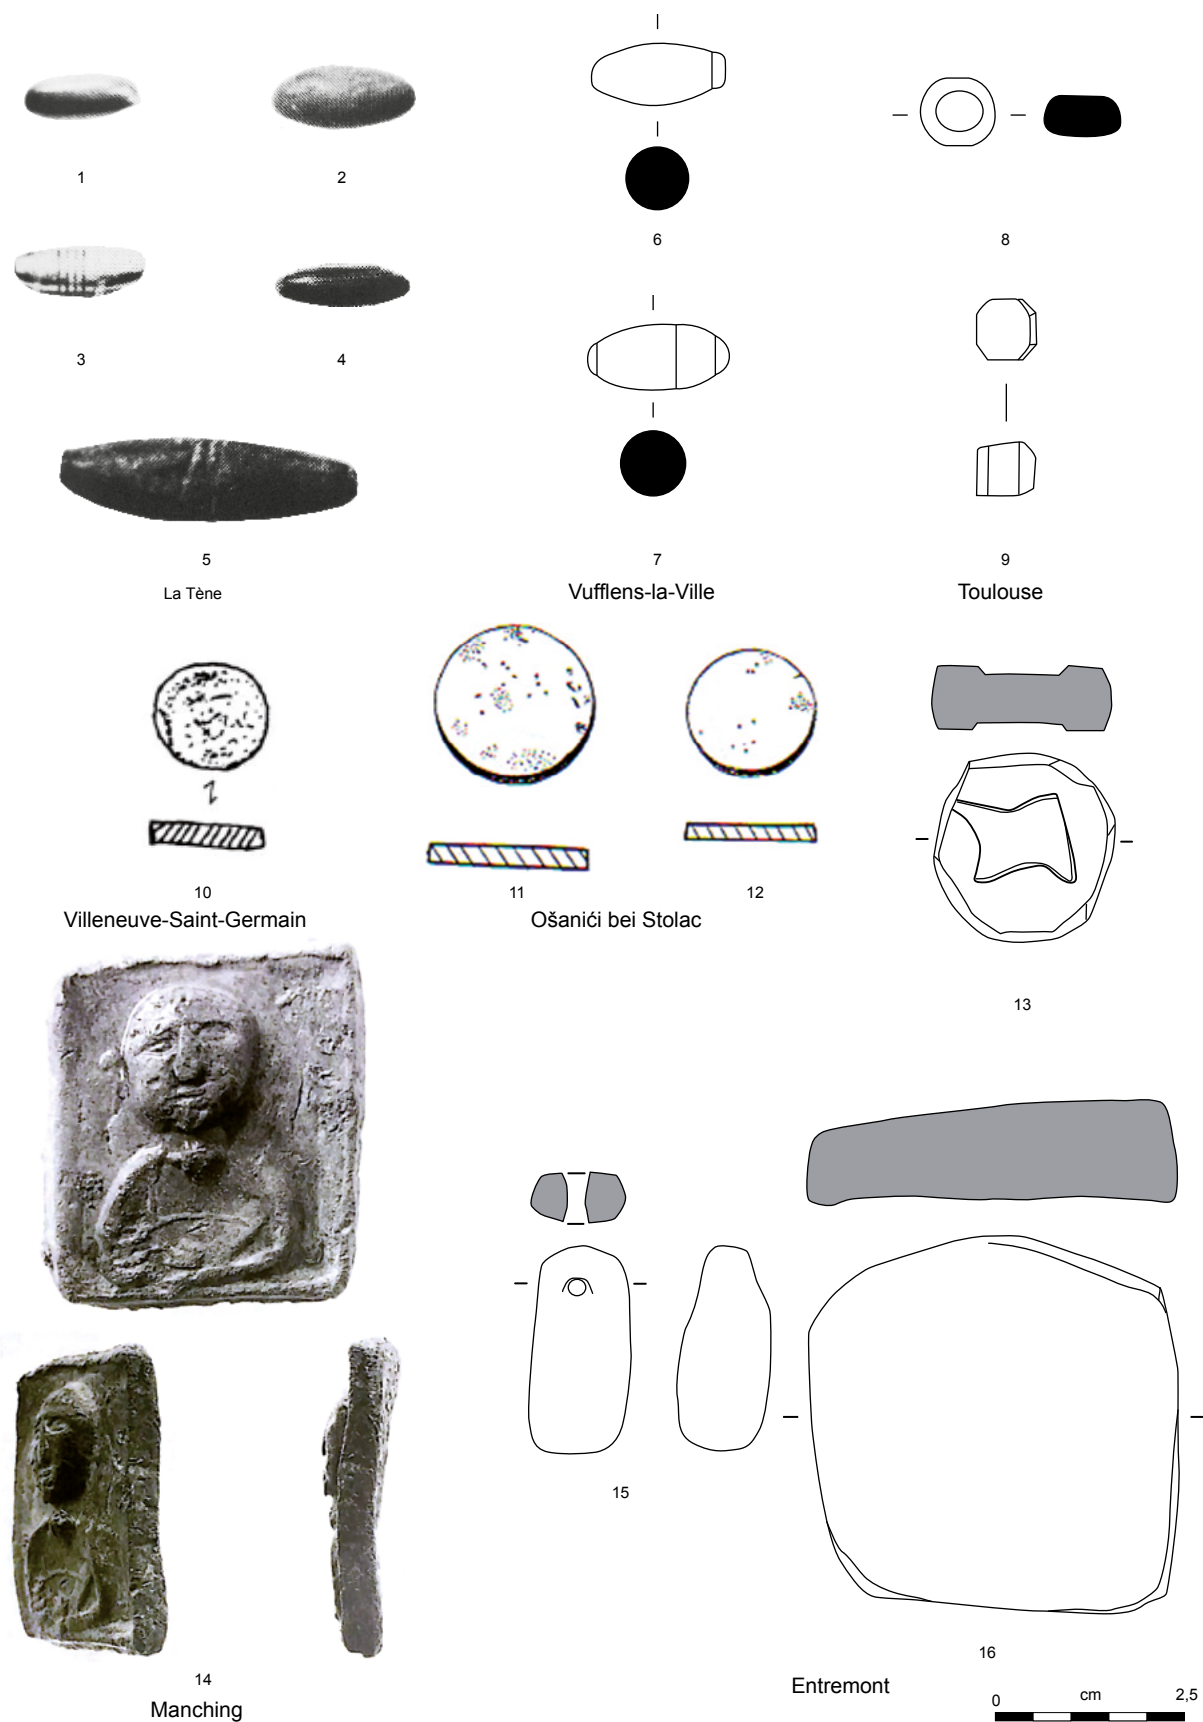 1
2
6
8
3
4
5
7
9
La Tène
Vufflens-la-Ville
Toulouse
10
11
12
Villeneuve-Saint-Germain
Ošanići bei Stolac
13
15
16
14
Entremont
Manching
0 cm 2,5